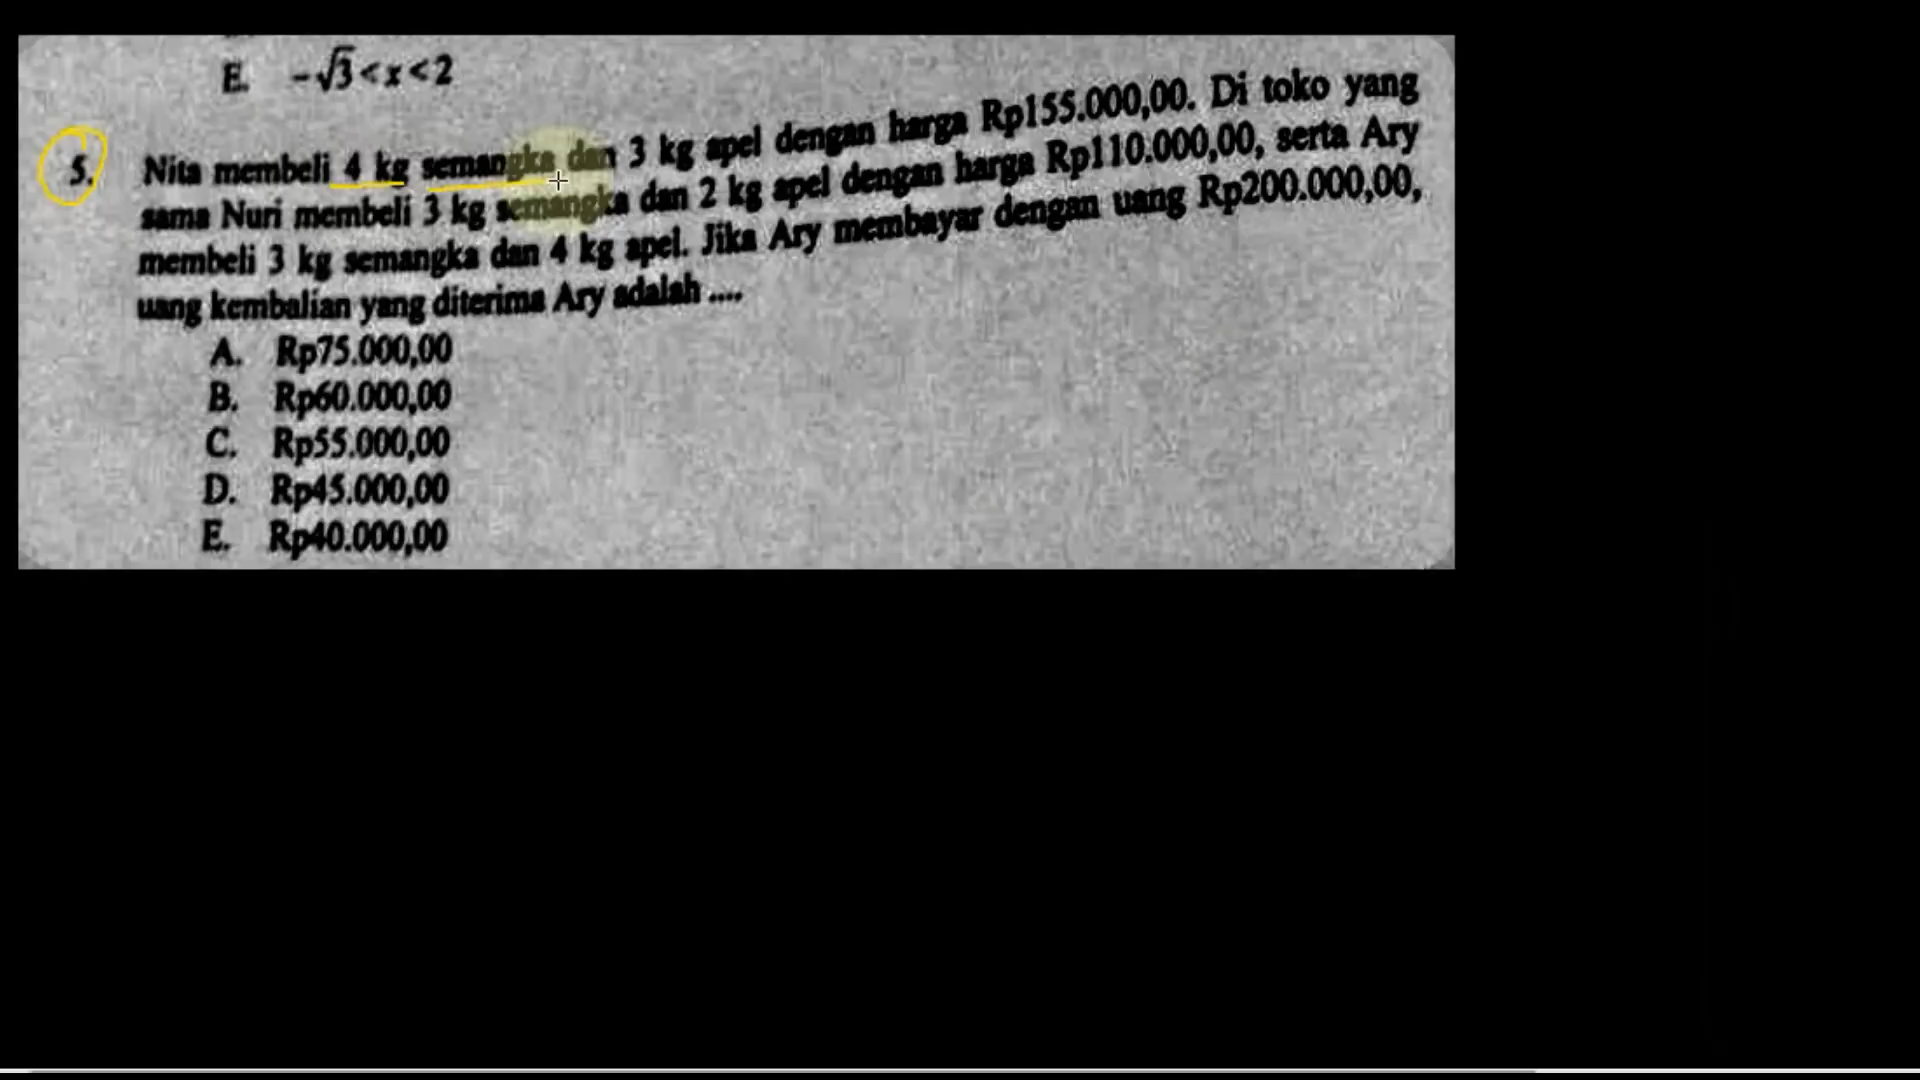 E. -√3<x<2
5. Nita membeli 4 kg semangka dan 3 kg apel dengan harga Rp155.000,00. Di toko yang
sama Nuri membeli 3 kg semangka dan 2 kg apel dengan harga Rp110.000,00, serta Ary
membeli 3 kg semangka dan 4 kg apel. Jika Ary membayar dengan uang Rp200.000,00,
uang kembalian yang diterima Ary adalah ....
A. Rp75.000,00
B. Rp60.000,00
C. Rp55.000,00
D. Rp45.000,00
E. Rp40.000,00